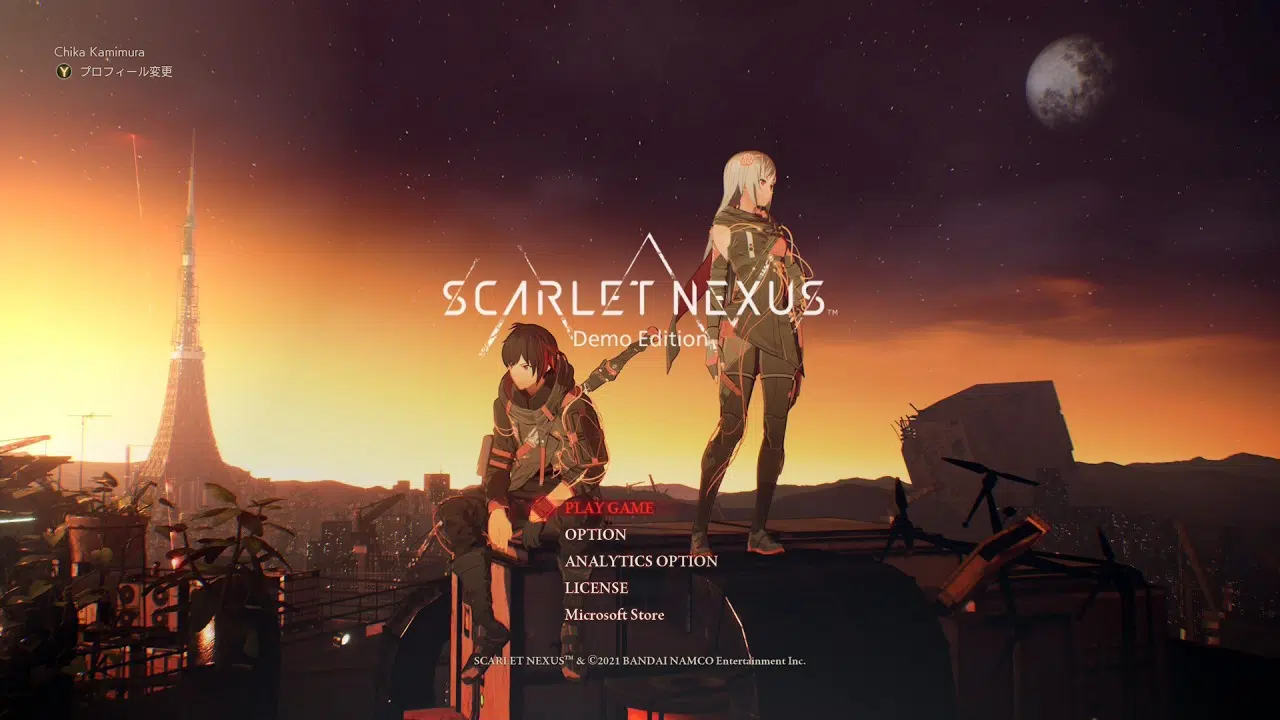 Chika Kamimura
Y プロフィール変更
SCARLET NEXUS™
Demo Edition
PLAY GAME
OPTION
ANALYTICS OPTION
LICENSE
Microsoft Store
SCARLET NEXUS™ & ©2021 BANDAI NAMCO Entertainment Inc.